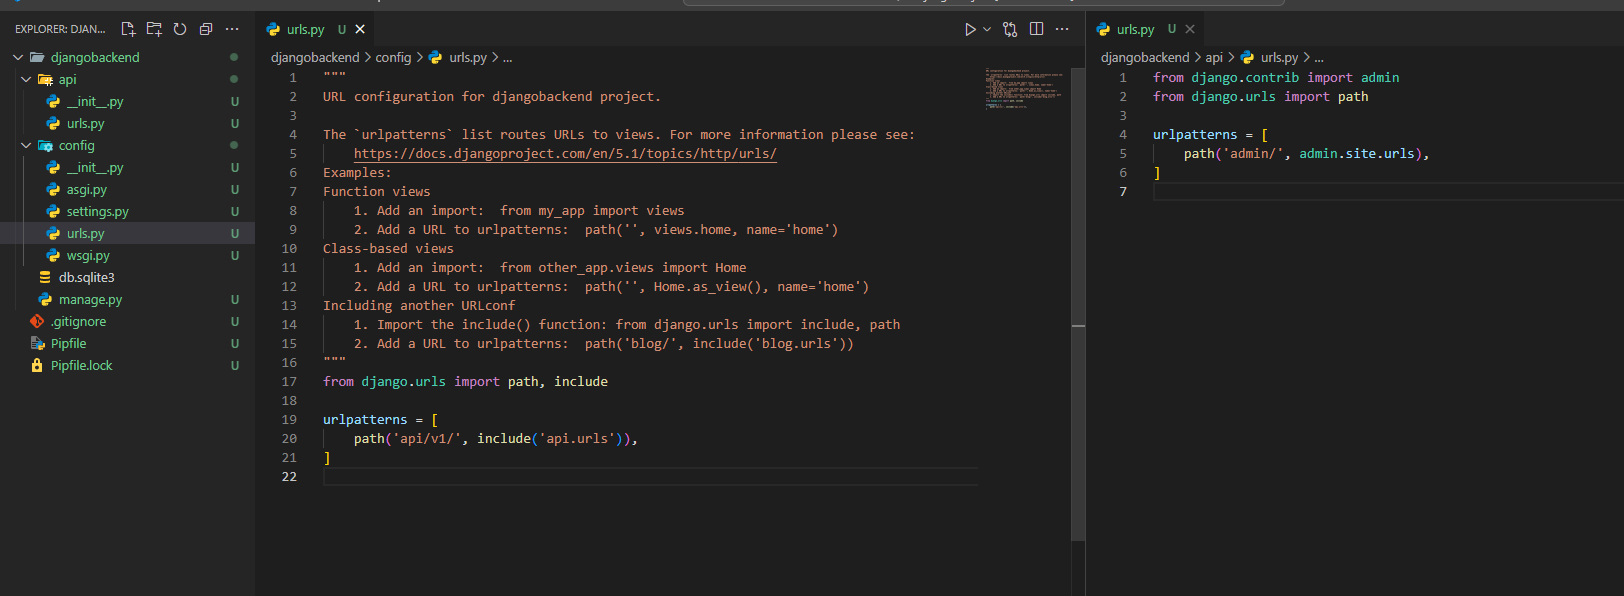 EXPLORER: DJAN...
djangobackend
api
__init__.py U
urls.py U
config
__init__.py U
asgi.py U
settings.py U
urls.py U
wsgi.py U
db.sqlite3
manage.py U
.gitignore U
Pipfile U
Pipfile.lock U
urls.py U
djangobackend > config > urls.py > ...
1 """
2 URL configuration for djangobackend project.
3
4 The `urlpatterns` list routes URLs to views. For more information please see:
5     https://docs.djangoproject.com/en/5.1/topics/http/urls/
6 Examples:
7 Function views
8     1. Add an import:  from my_app import views
9     2. Add a URL to urlpatterns:  path('', views.home, name='home')
10 Class-based views
11     1. Add an import:  from other_app.views import Home
12     2. Add a URL to urlpatterns:  path('', Home.as_view(), name='home')
13 Including another URLconf
14     1. Import the include() function: from django.urls import include, path
15     2. Add a URL to urlpatterns:  path('blog/', include('blog.urls'))
16 """
17 from django.urls import path, include
18
19 urlpatterns = [
20     path('api/v1/', include('api.urls')),
21 ]
22
urls.py U
djangobackend > api > urls.py > ...
1 from django.contrib import admin
2 from django.urls import path
3
4 urlpatterns = [
5     path('admin/', admin.site.urls),
6 ]
7